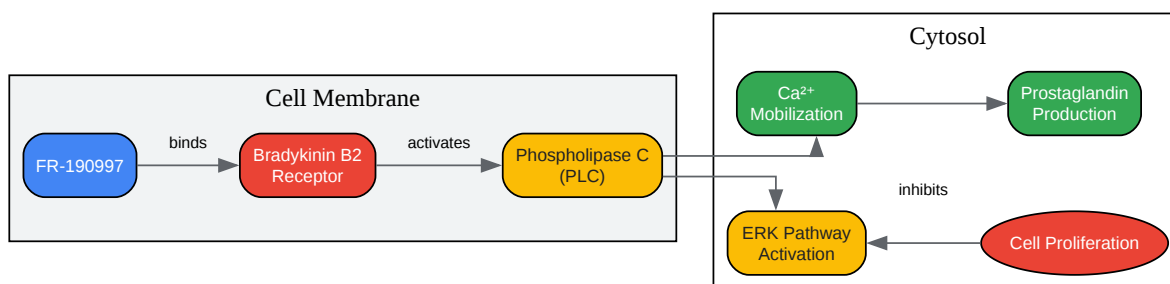 Cell Membrane
FR-190997
binds
Bradykinin B2
Receptor
activates
Phospholipase C
(PLC)
Cytosol
Ca²⁺
Mobilization
Prostaglandin
Production
ERK Pathway
Activation
inhibits
Cell Proliferation